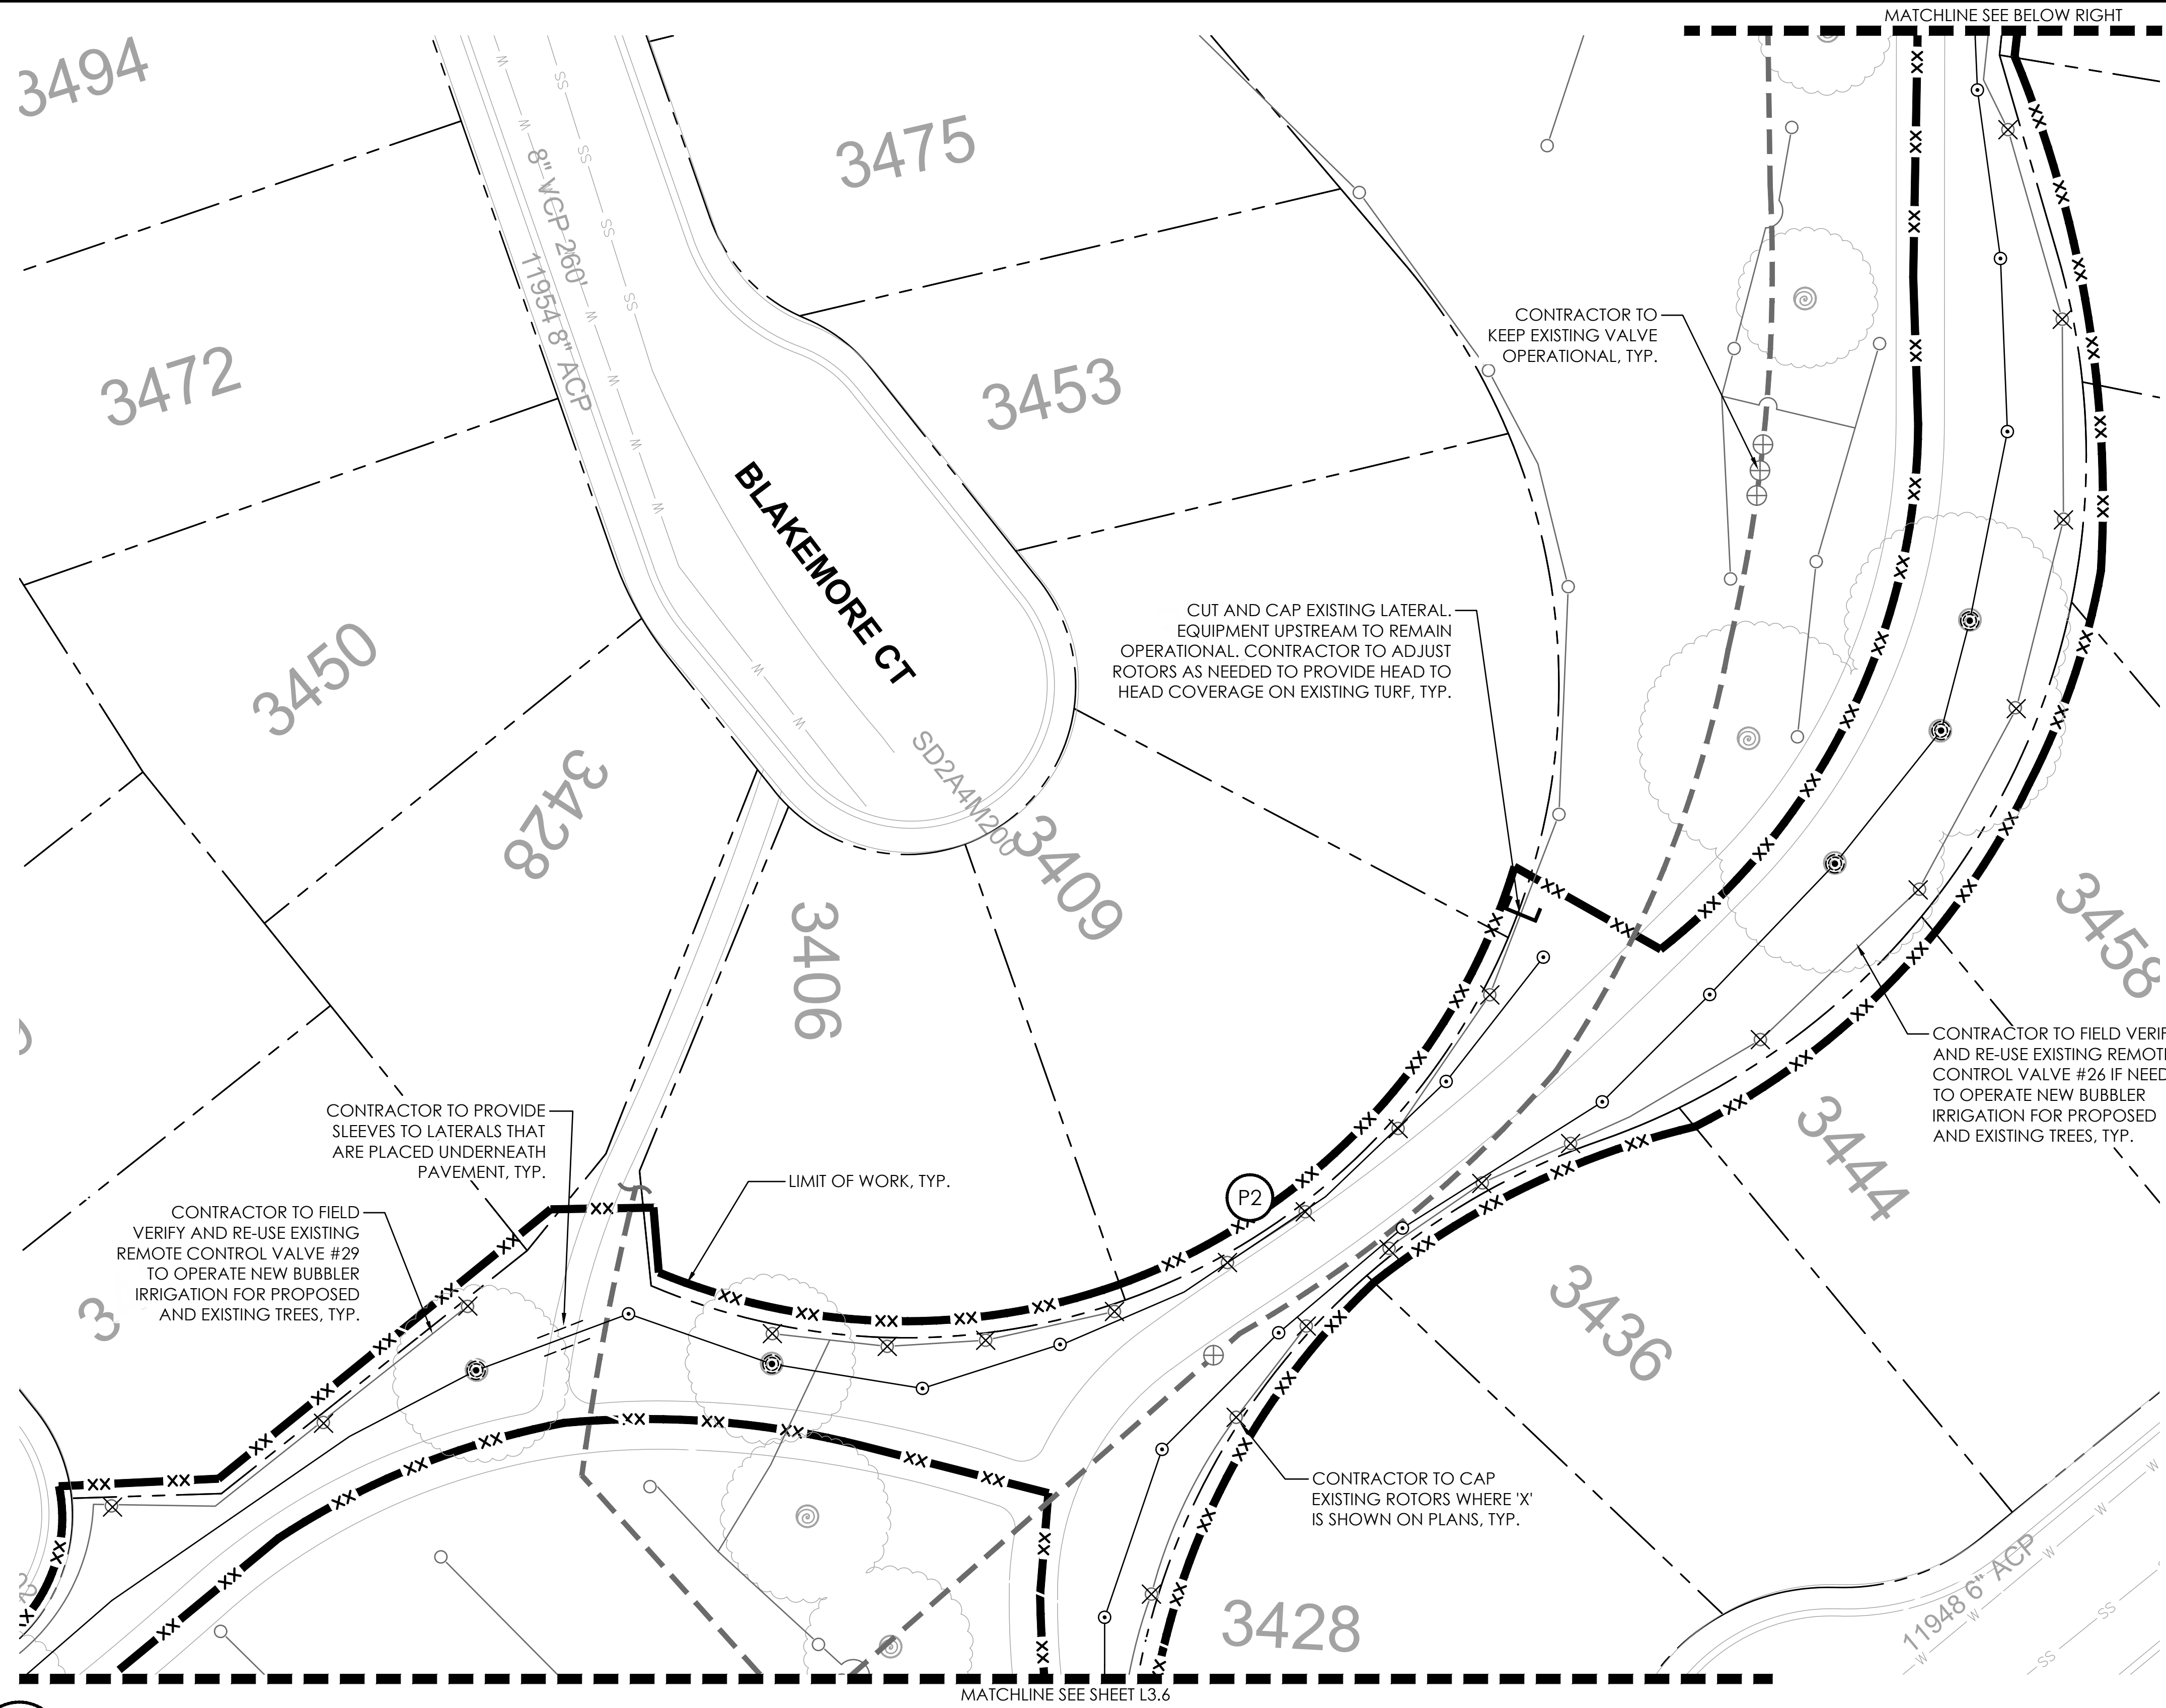 MATCHLINE SEE BELOW RIGHT
3494
3475
8" VCP 260'
11954 8" ACP
CONTRACTOR TO
KEEP EXISTING VALVE
OPERATIONAL, TYP.
3472
3453
BLAKEMORE CT
CUT AND CAP EXISTING LATERAL.
EQUIPMENT UPSTREAM TO REMAIN
OPERATIONAL. CONTRACTOR TO ADJUST
ROTORS AS NEEDED TO PROVIDE HEAD TO
HEAD COVERAGE ON EXISTING TURF, TYP.
3450
3428
SD2A4M200
3409
3406
3458
CONTRACTOR TO FIELD VERIF
AND RE-USE EXISTING REMOT
CONTROL VALVE #26 IF NEED
TO OPERATE NEW BUBBLER
IRRIGATION FOR PROPOSED
AND EXISTING TREES, TYP.
CONTRACTOR TO PROVIDE
SLEEVES TO LATERALS THAT
ARE PLACED UNDERNEATH
PAVEMENT, TYP.
LIMIT OF WORK, TYP.
P2
3444
CONTRACTOR TO FIELD
VERIFY AND RE-USE EXISTING
REMOTE CONTROL VALVE #29
TO OPERATE NEW BUBBLER
IRRIGATION FOR PROPOSED
AND EXISTING TREES, TYP.
3
3436
CONTRACTOR TO CAP
EXISTING ROTORS WHERE 'X'
IS SHOWN ON PLANS, TYP.
3428
11948 6" ACP
MATCHLINE SEE SHEET L3.6